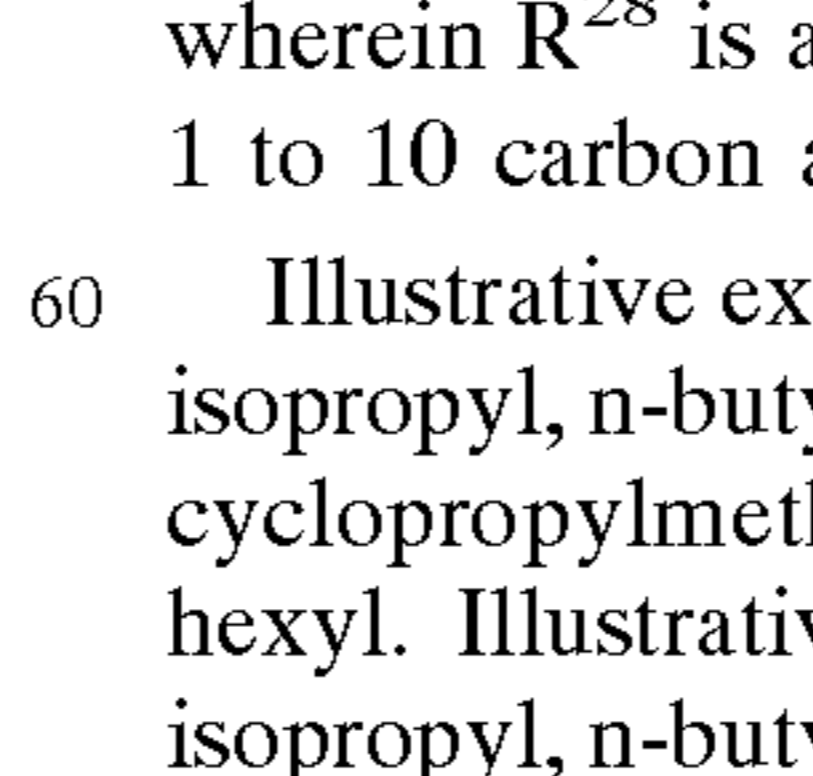 wherein R²⁸ is a
1 to 10 carbon
60 Illustrative ex
isopropyl, n-buty
cyclopropylmeth
hexyl. Illustrativ
isopropyl, n-buty